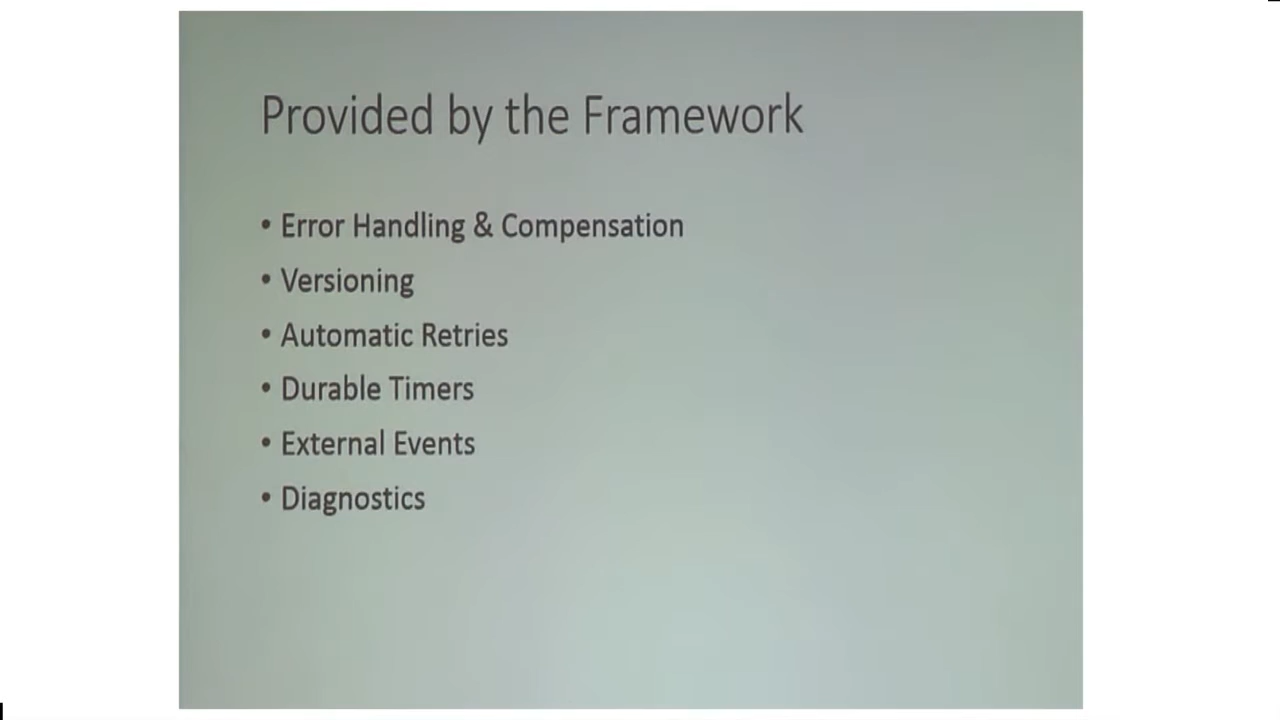 Provided by the Framework
• Error Handling & Compensation
• Versioning
• Automatic Retries
• Durable Timers
• External Events
• Diagnostics